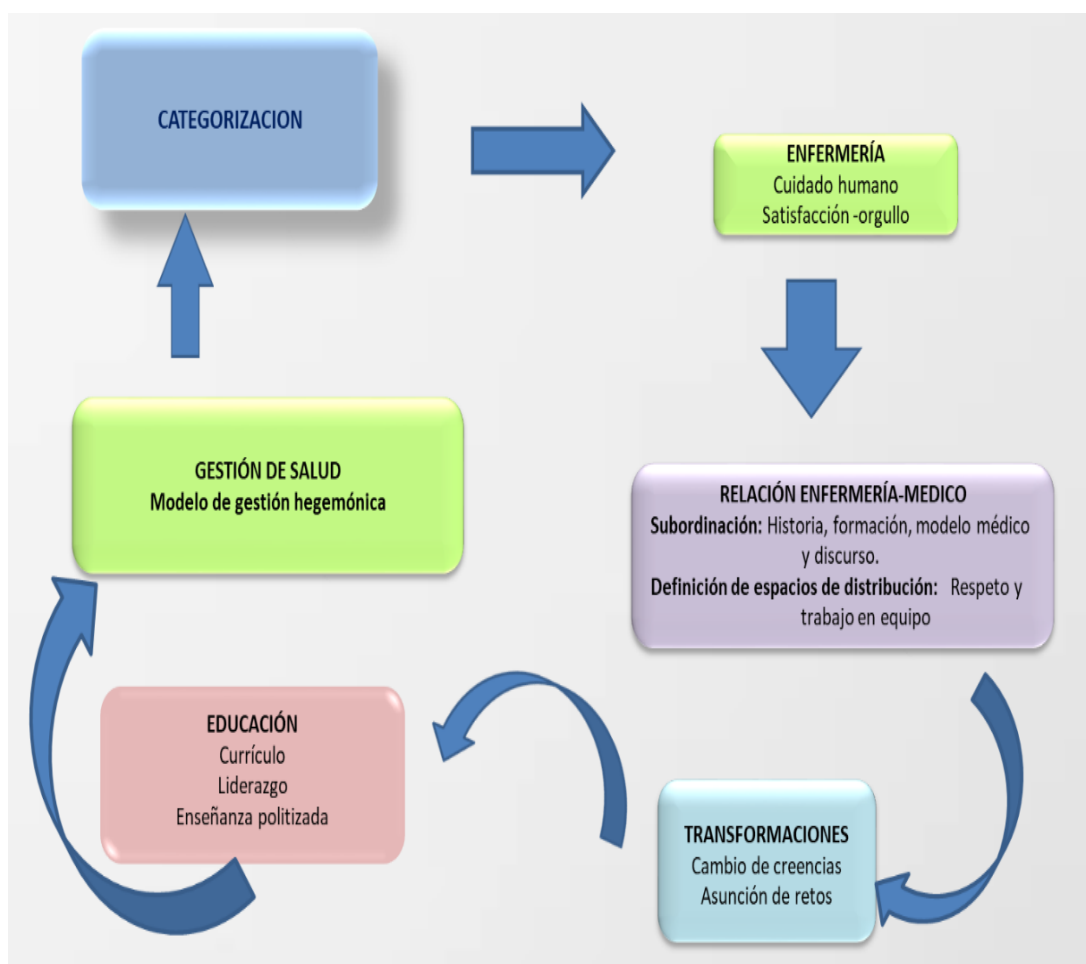 CATEGORIZACION
ENFERMERÍA
Cuidado humano
Satisfacción -orgullo
GESTIÓN DE SALUD
Modelo de gestión hegemónica
RELACIÓN ENFERMERÍA-MEDICO
Subordinación: Historia, formación, modelo médico
y discurso.
Definición de espacios de distribución: Respeto y
trabajo en equipo
EDUCACIÓN
Currículo
Liderazgo
Enseñanza politizada
TRANSFORMACIONES
Cambio de creencias
Asunción de retos